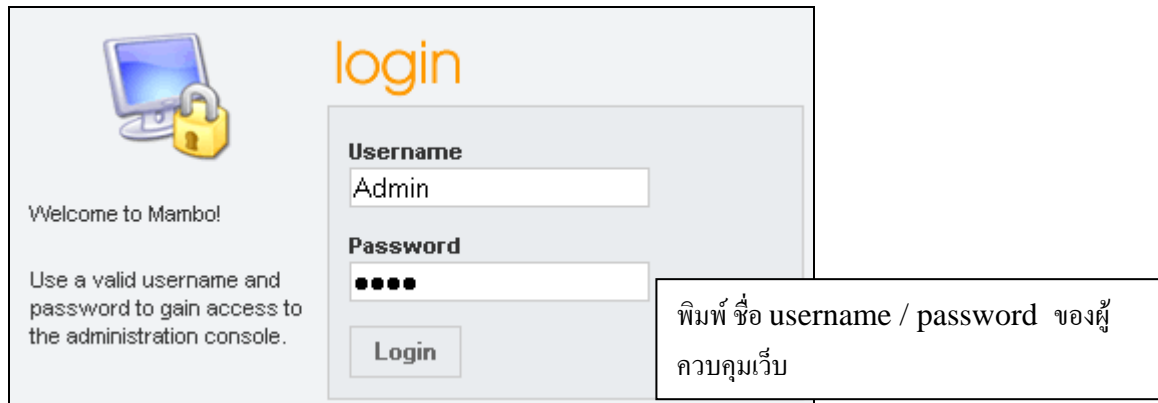 login
Username
Admin
Welcome to Mambo!
Password
••••
Use a valid username and
password to gain access to
the administration console.
Login
พิมพ์ ชื่อ username / password ของผู้
ควบคุมเว็บ